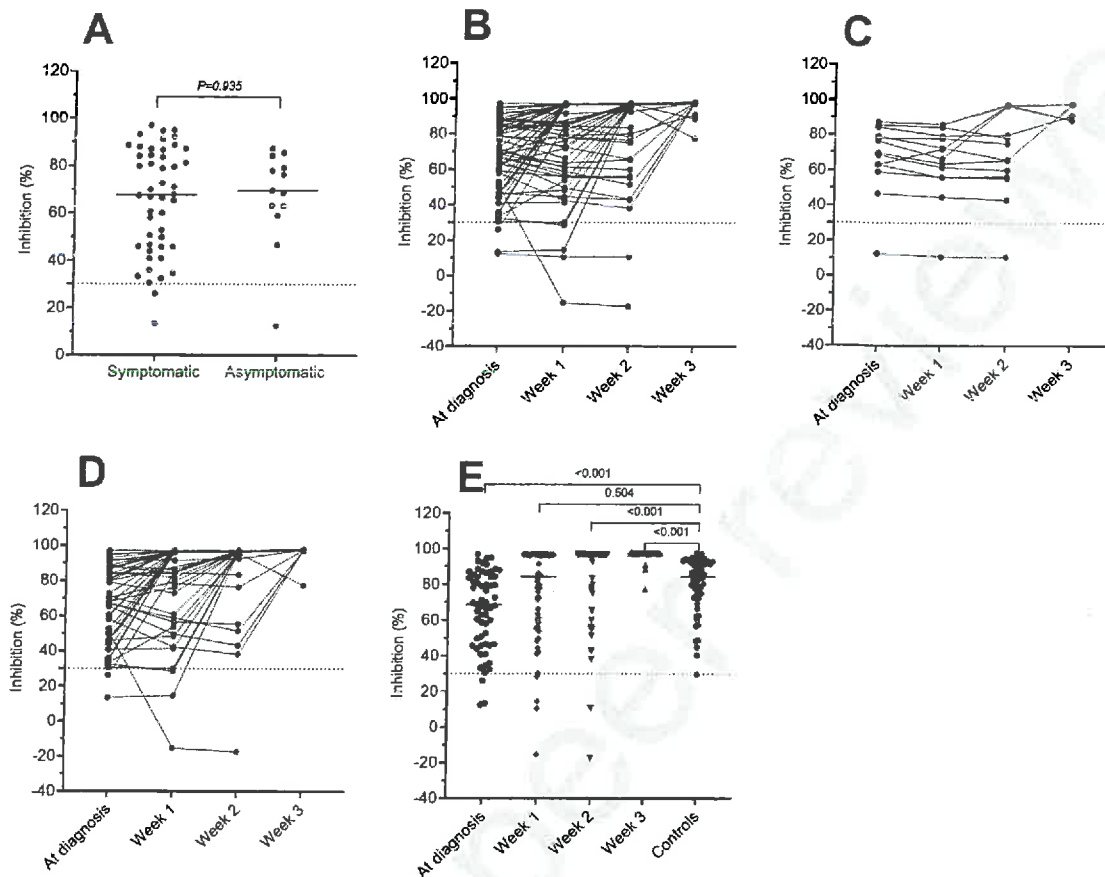 A
P=0.935
Inhibition (%)
120
100
80
60
40
20
0
Symptomatic
Asymptomatic
B
Inhibition (%)
120
100
80
60
40
20
0
-20
-40
At diagnosis
Week 1
Week 2
Week 3
C
Inhibition (%)
120
100
80
60
40
20
0
-20
-40
At diagnosis
Week 1
Week 2
Week 3
D
Inhibition (%)
120
100
80
60
40
20
0
-20
-40
At diagnosis
Week 1
Week 2
Week 3
E
<0.001
0.504
<0.001
<0.001
Inhibition (%)
120
100
80
60
40
20
0
-20
-40
At diagnosis
Week 1
Week 2
Week 3
Controls
peer review